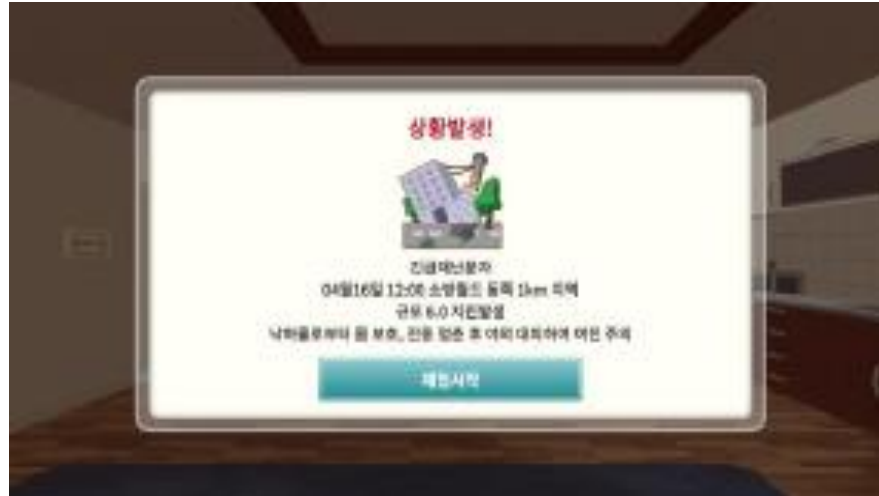 상황발생!
긴급재난문자
04월16일 12:00 소방월드 동쪽 1km 지역
규모 6.0 지진발생
낙하물로부터 몸 보호, 진동 멈춘 후 야외 대피하여 여진 주의
체험시작